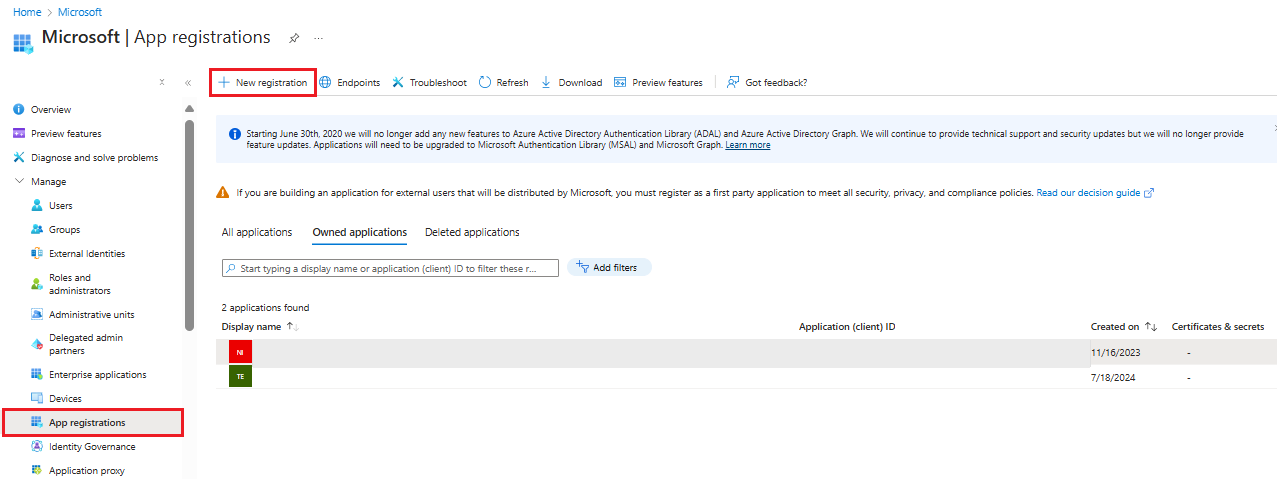 Home > Microsoft
Microsoft | App registrations
New registration
Endpoints
Troubleshoot
Refresh
Download
Preview features
Got feedback?
Overview
Preview features
Diagnose and solve problems
Manage
Users
Groups
External Identities
Roles and
administrators
Administrative units
Delegated admin
partners
Enterprise applications
Devices
App registrations
Identity Governance
Application proxy
Starting June 30th, 2020 we will no longer add any new features to Azure Active Directory Authentication Library (ADAL) and Azure Active Directory Graph. We will continue to provide technical support and security updates but we will no longer provide
feature updates. Applications will need to be upgraded to Microsoft Authentication Library (MSAL) and Microsoft Graph. Learn more
If you are building an application for external users that will be distributed by Microsoft, you must register as a first party application to meet all security, privacy, and compliance policies. Read our decision guide
All applications
Owned applications
Deleted applications
Start typing a display name or application (client) ID to filter these r...
Add filters
2 applications found
Display name
Application (client) ID
Created on
Certificates & secrets
NI
11/16/2023
-
TE
7/18/2024
-